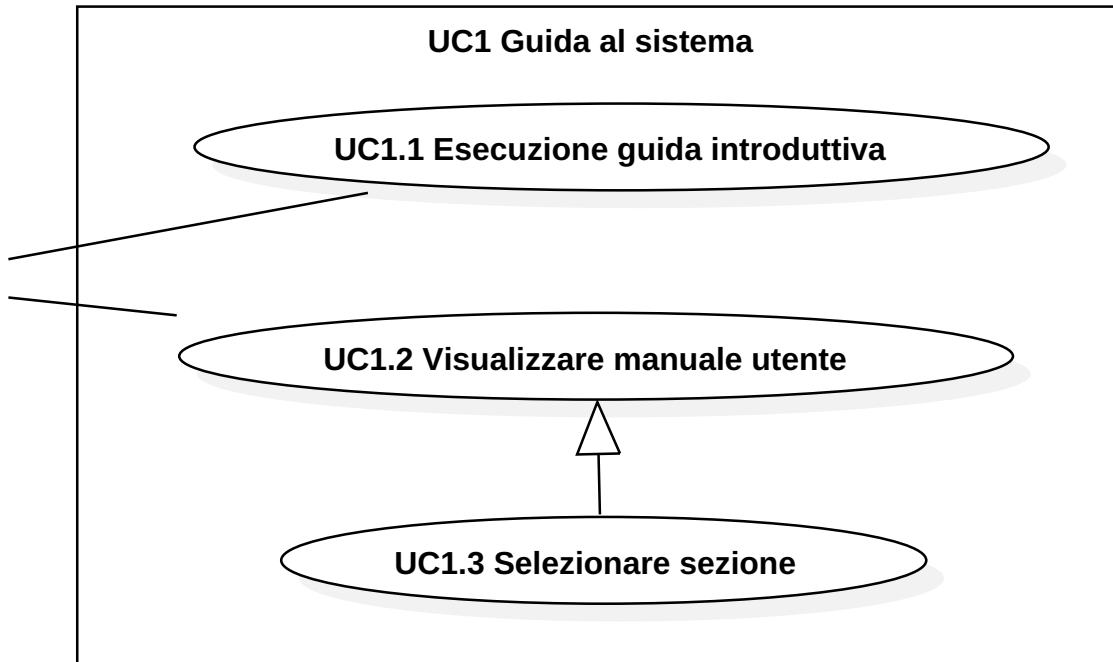 UC1 Guida al sistema
UC1.1 Esecuzione guida introduttiva
UC1.2 Visualizzare manuale utente
UC1.3 Selezionare sezione